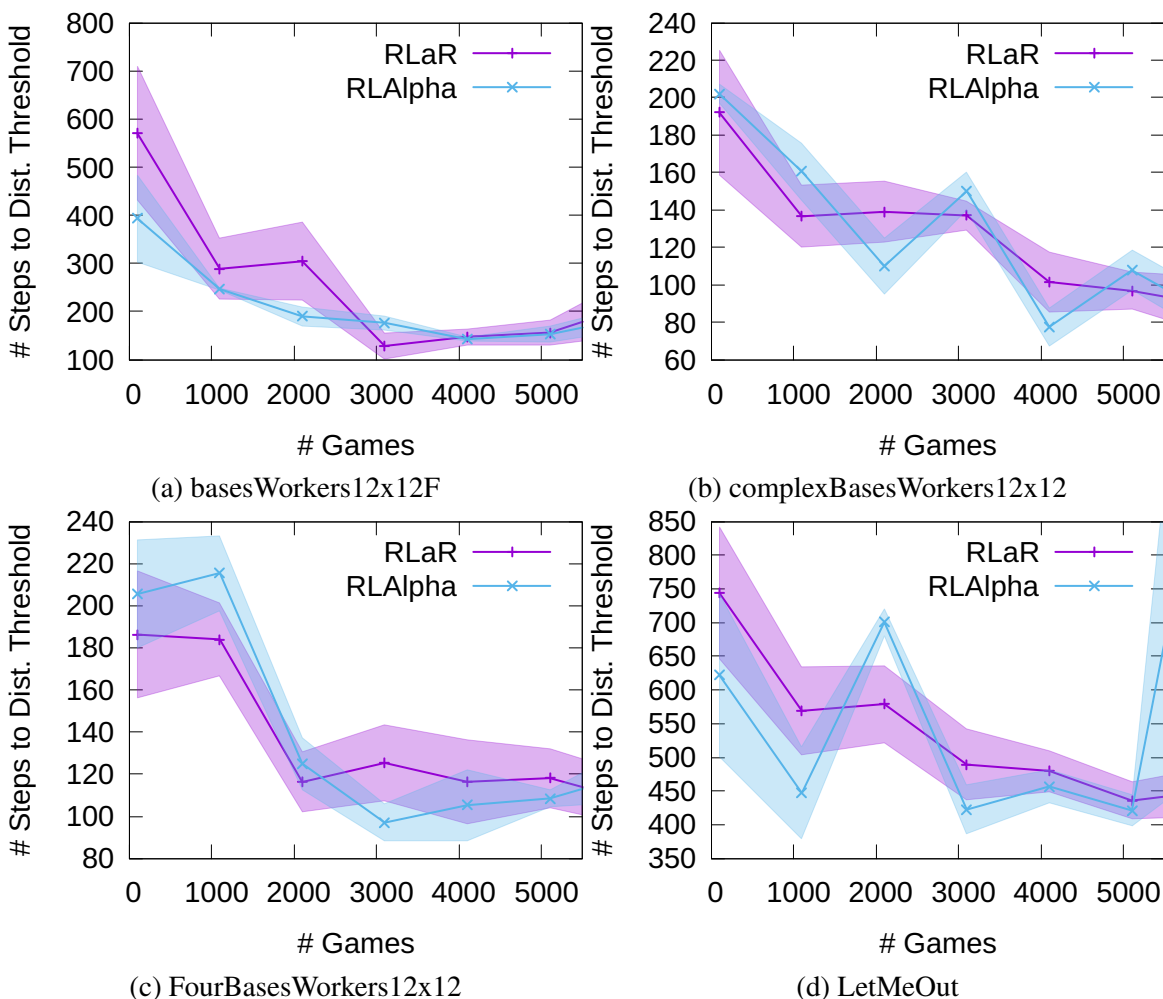 # Steps to Dist. Threshold
800
700
600
500
400
300
200
100
RLaR
RLAlpha
0 1000 2000 3000 4000 5000
# Games
(a) basesWorkers12x12F
# Steps to Dist. Threshold
240
220
200
180
160
140
120
100
80
60
RLaR
RLAlpha
0 1000 2000 3000 4000 5000
# Games
(b) complexBasesWorkers12x12
# Steps to Dist. Threshold
240
220
200
180
160
140
120
100
80
RLaR
RLAlpha
0 1000 2000 3000 4000 5000
# Games
(c) FourBasesWorkers12x12
# Steps to Dist. Threshold
850
800
750
700
650
600
550
500
450
400
350
RLaR
RLAlpha
0 1000 2000 3000 4000 5000
# Games
(d) LetMeOut